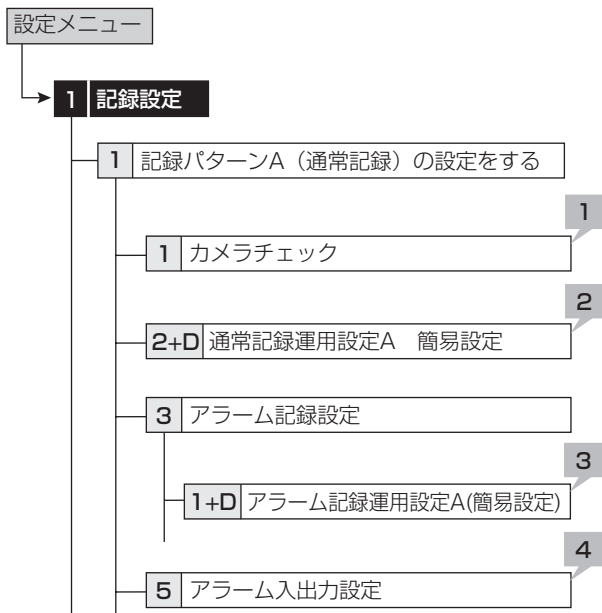 設定メニュー
1 記録設定
1 記録パターンA（通常記録）の設定をする
1
1 カメラチェック
2
2+D 通常記録運用設定A　簡易設定
3 アラーム記録設定
3
1+D アラーム記録運用設定A(簡易設定)
4
5 アラーム入出力設定